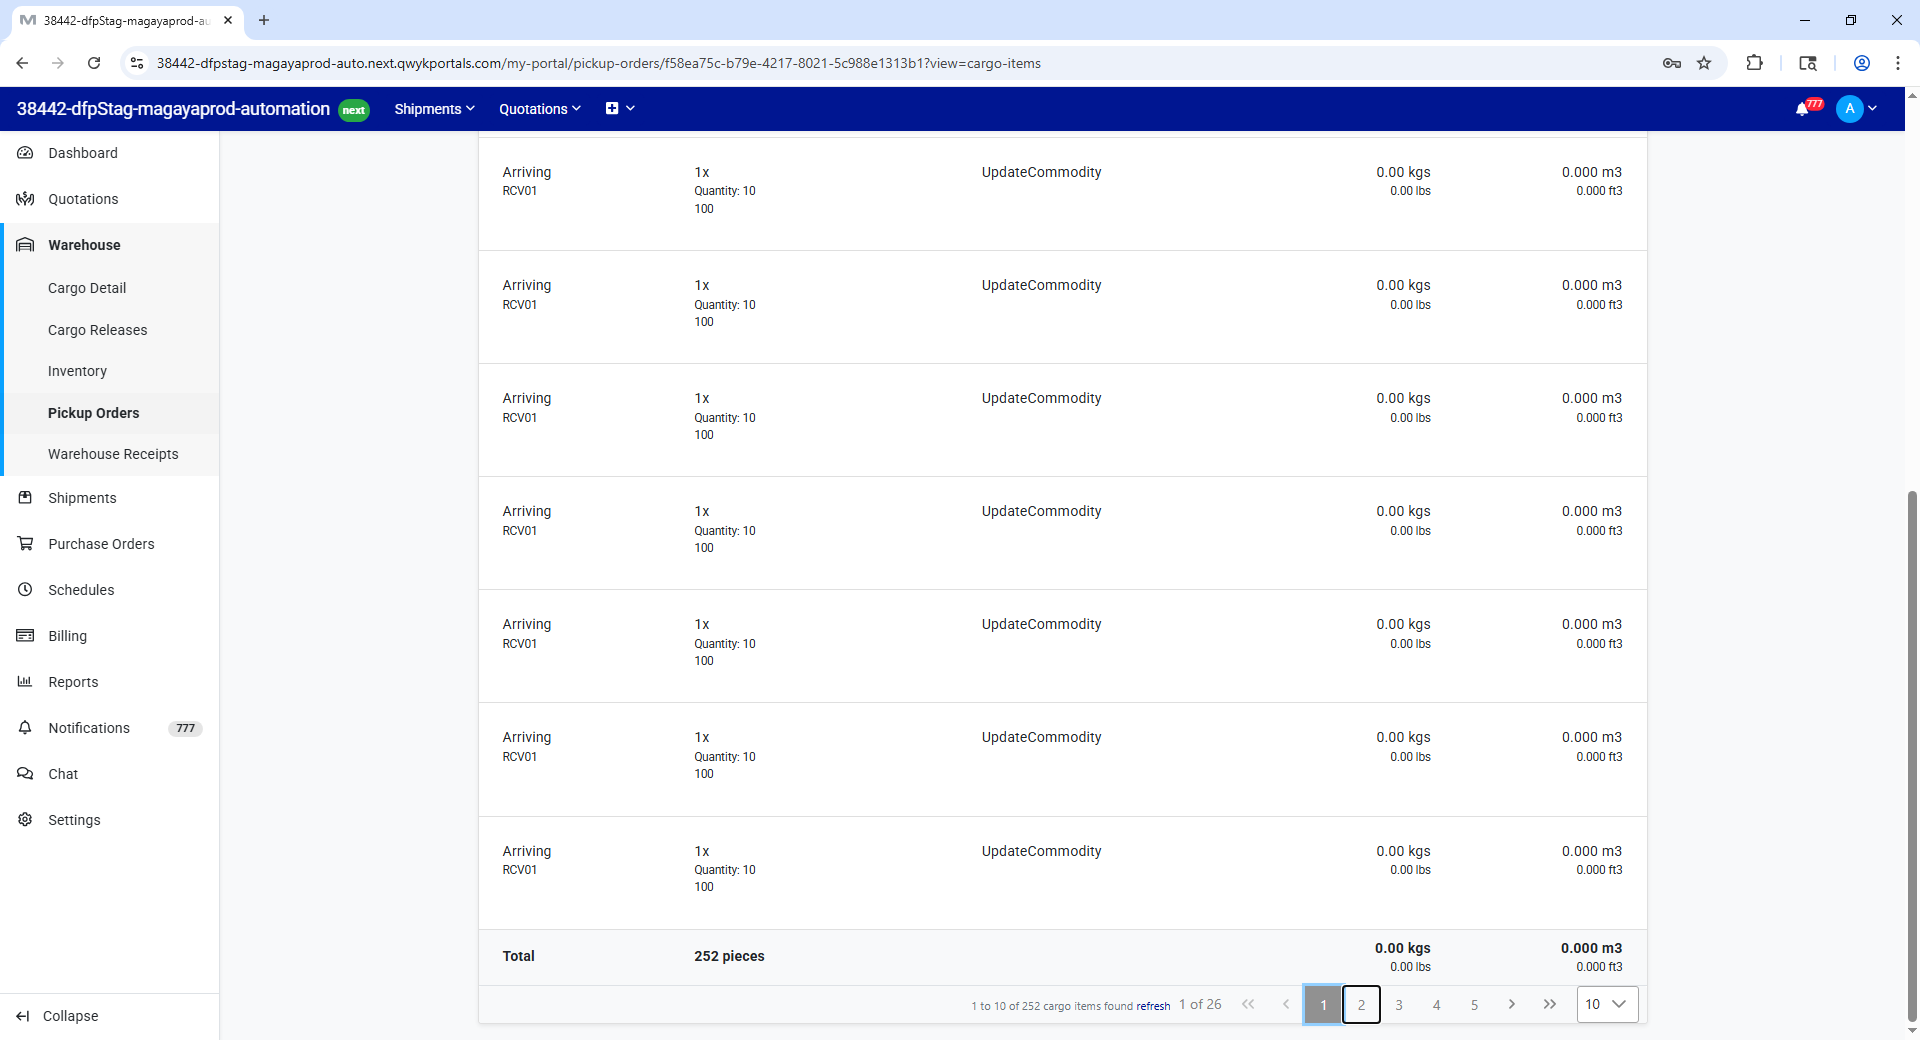 38442-dfpStag-magayaprod-au
38442-dfpstag-magayaprod-auto.next.qwykportals.com/my-portal/pickup-orders/f58ea75c-b79e-4217-8021-5c988e1313b1?view=cargo-items
38442-dfpStag-magayaprod-automation next Shipments Quotations 777 A
Dashboard
Quotations
Warehouse
Cargo Detail
Cargo Releases
Inventory
Pickup Orders
Warehouse Receipts
Shipments
Purchase Orders
Schedules
Billing
Reports
Notifications 777
Chat
Settings
Collapse
Arriving 1x UpdateCommodity 0.00 kgs 0.000 m3
RCV01 Quantity: 10 0.00 lbs 0.000 ft3
100
Arriving 1x UpdateCommodity 0.00 kgs 0.000 m3
RCV01 Quantity: 10 0.00 lbs 0.000 ft3
100
Arriving 1x UpdateCommodity 0.00 kgs 0.000 m3
RCV01 Quantity: 10 0.00 lbs 0.000 ft3
100
Arriving 1x UpdateCommodity 0.00 kgs 0.000 m3
RCV01 Quantity: 10 0.00 lbs 0.000 ft3
100
Arriving 1x UpdateCommodity 0.00 kgs 0.000 m3
RCV01 Quantity: 10 0.00 lbs 0.000 ft3
100
Arriving 1x UpdateCommodity 0.00 kgs 0.000 m3
RCV01 Quantity: 10 0.00 lbs 0.000 ft3
100
Arriving 1x UpdateCommodity 0.00 kgs 0.000 m3
RCV01 Quantity: 10 0.00 lbs 0.000 ft3
100
Total 252 pieces 0.00 kgs 0.000 m3
0.00 lbs 0.000 ft3
1 to 10 of 252 cargo items found refresh 1 of 26 1 2 3 4 5 10